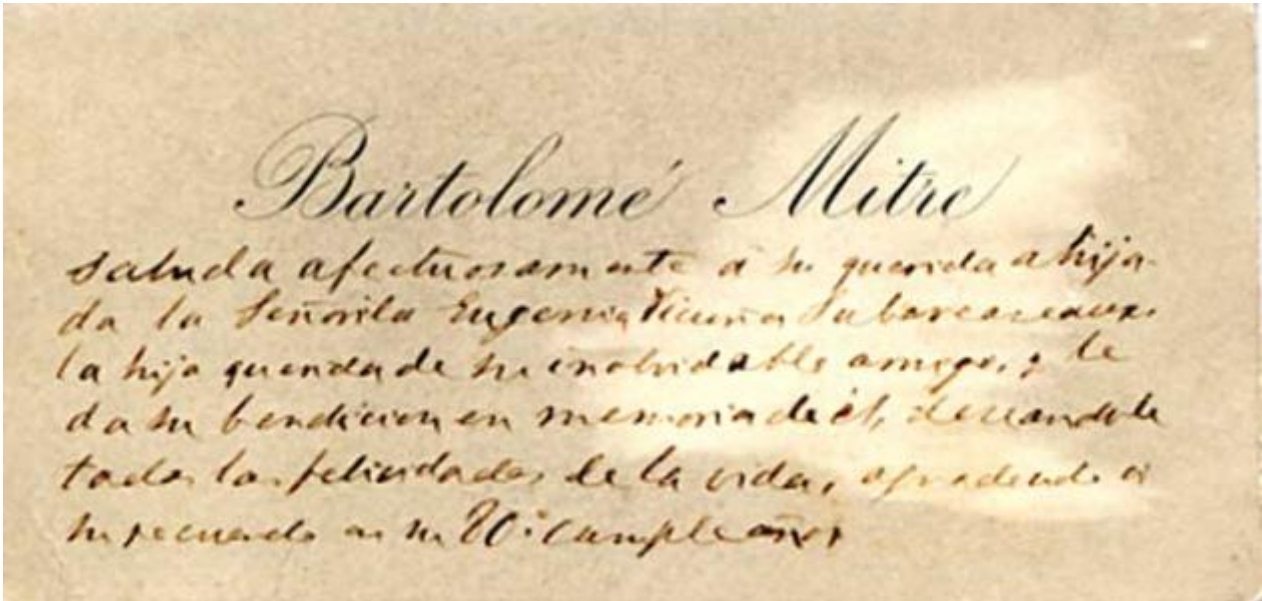 Bartolomé Mitre
saluda afectuosamente á su querida ahija-
da la Señorita Eugenia Vicuña Subercaseaux.
la hija querida de su inolvidable amigo, y le
da su bendicion en memoria de él, deseandole
todas las felicidades de la vida, agradeciendo
su recuerdo en su 80º cumpleaños